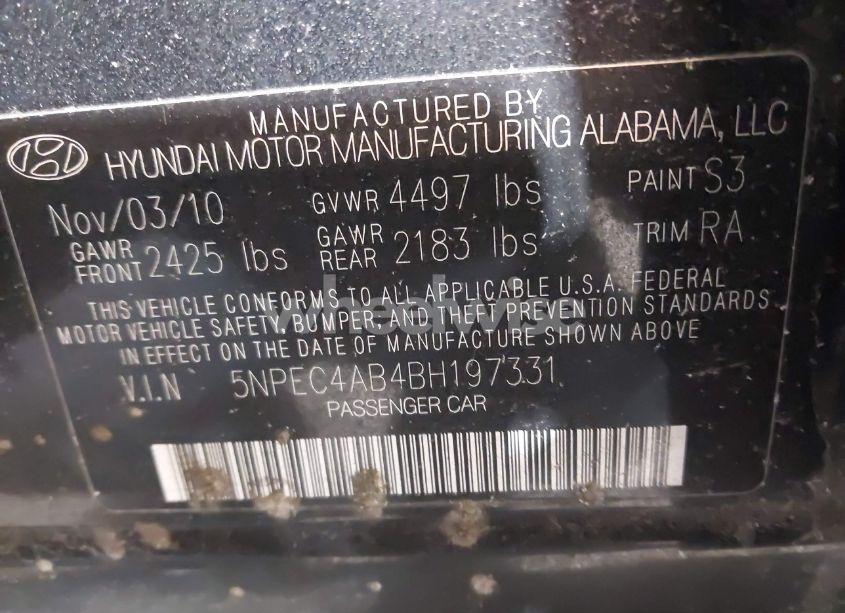 MANUFACTURED BY
HYUNDAI MOTOR MANUFACTURING ALABAMA, LLC
Nov/03/10 GVWR 4497 lbs PAINT S3
GAWR FRONT 2425 lbs GAWR REAR 2183 lbs TRIM RA
THIS VEHICLE CONFORMS TO ALL APPLICABLE U.S.A. FEDERAL
MOTOR VEHICLE SAFETY, BUMPER, AND THEFT PREVENTION STANDARDS
IN EFFECT ON THE DATE OF MANUFACTURE SHOWN ABOVE
V.I.N 5NPEC4AB4BH197331
PASSENGER CAR
wheelwise